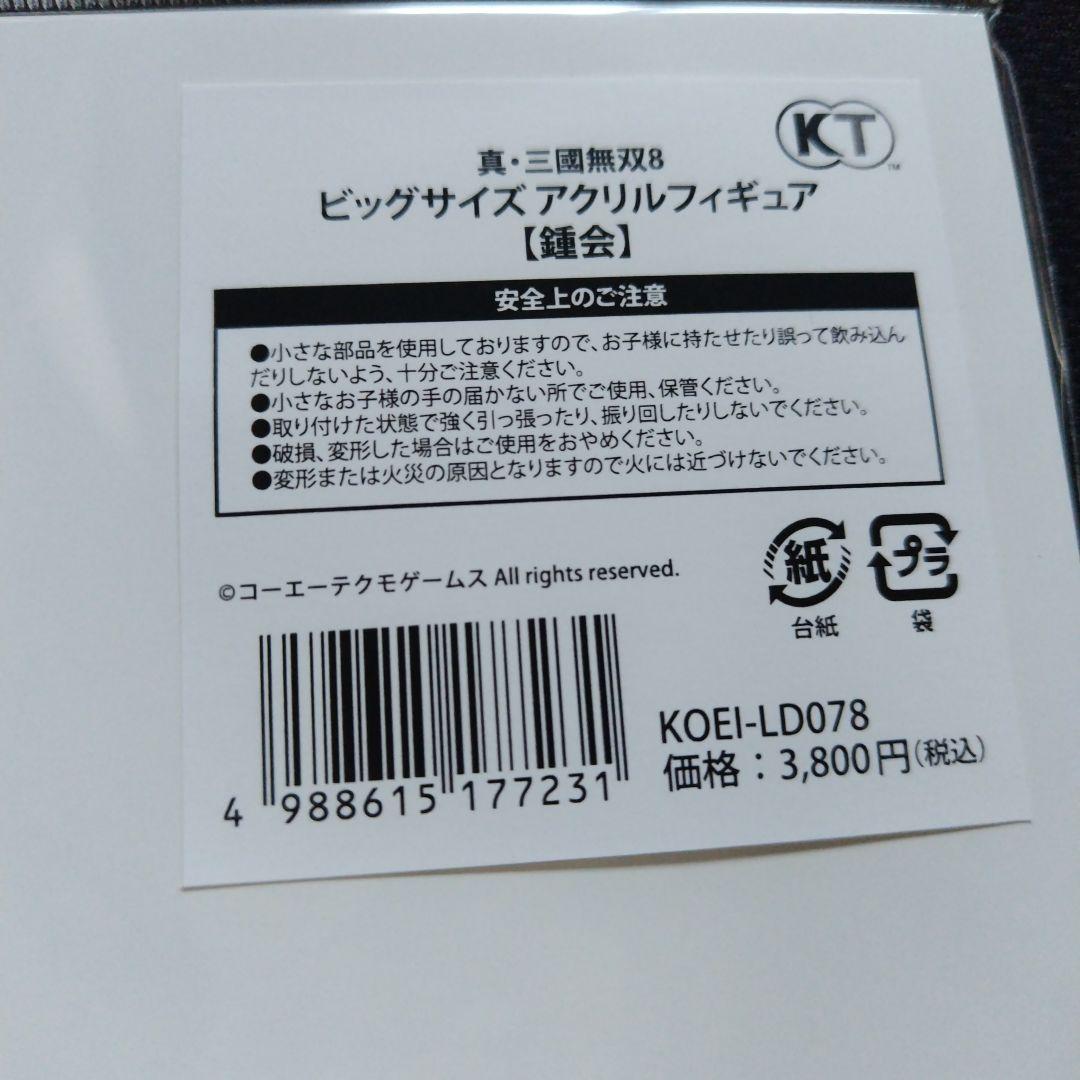 KT
TM
真・三國無双8
ビッグサイズ アクリルフィギュア
【鍾会】
安全上のご注意
●小さな部品を使用しておりますので、お子様に持たせたり誤って飲み込ん
だりしないよう、十分ご注意ください。
●小さなお子様の手の届かない所でご使用、保管ください。
●取り付けた状態で強く引っ張ったり、振り回したりしないでください。
●破損、変形した場合はご使用をおやめください。
●変形または火災の原因となりますので火には近づけないでください。
©コーエーテクモゲームス All rights reserved.
紙
プラ
台紙
袋
4 988615 177231
KOEI-LD078
価格：3,800円(税込)